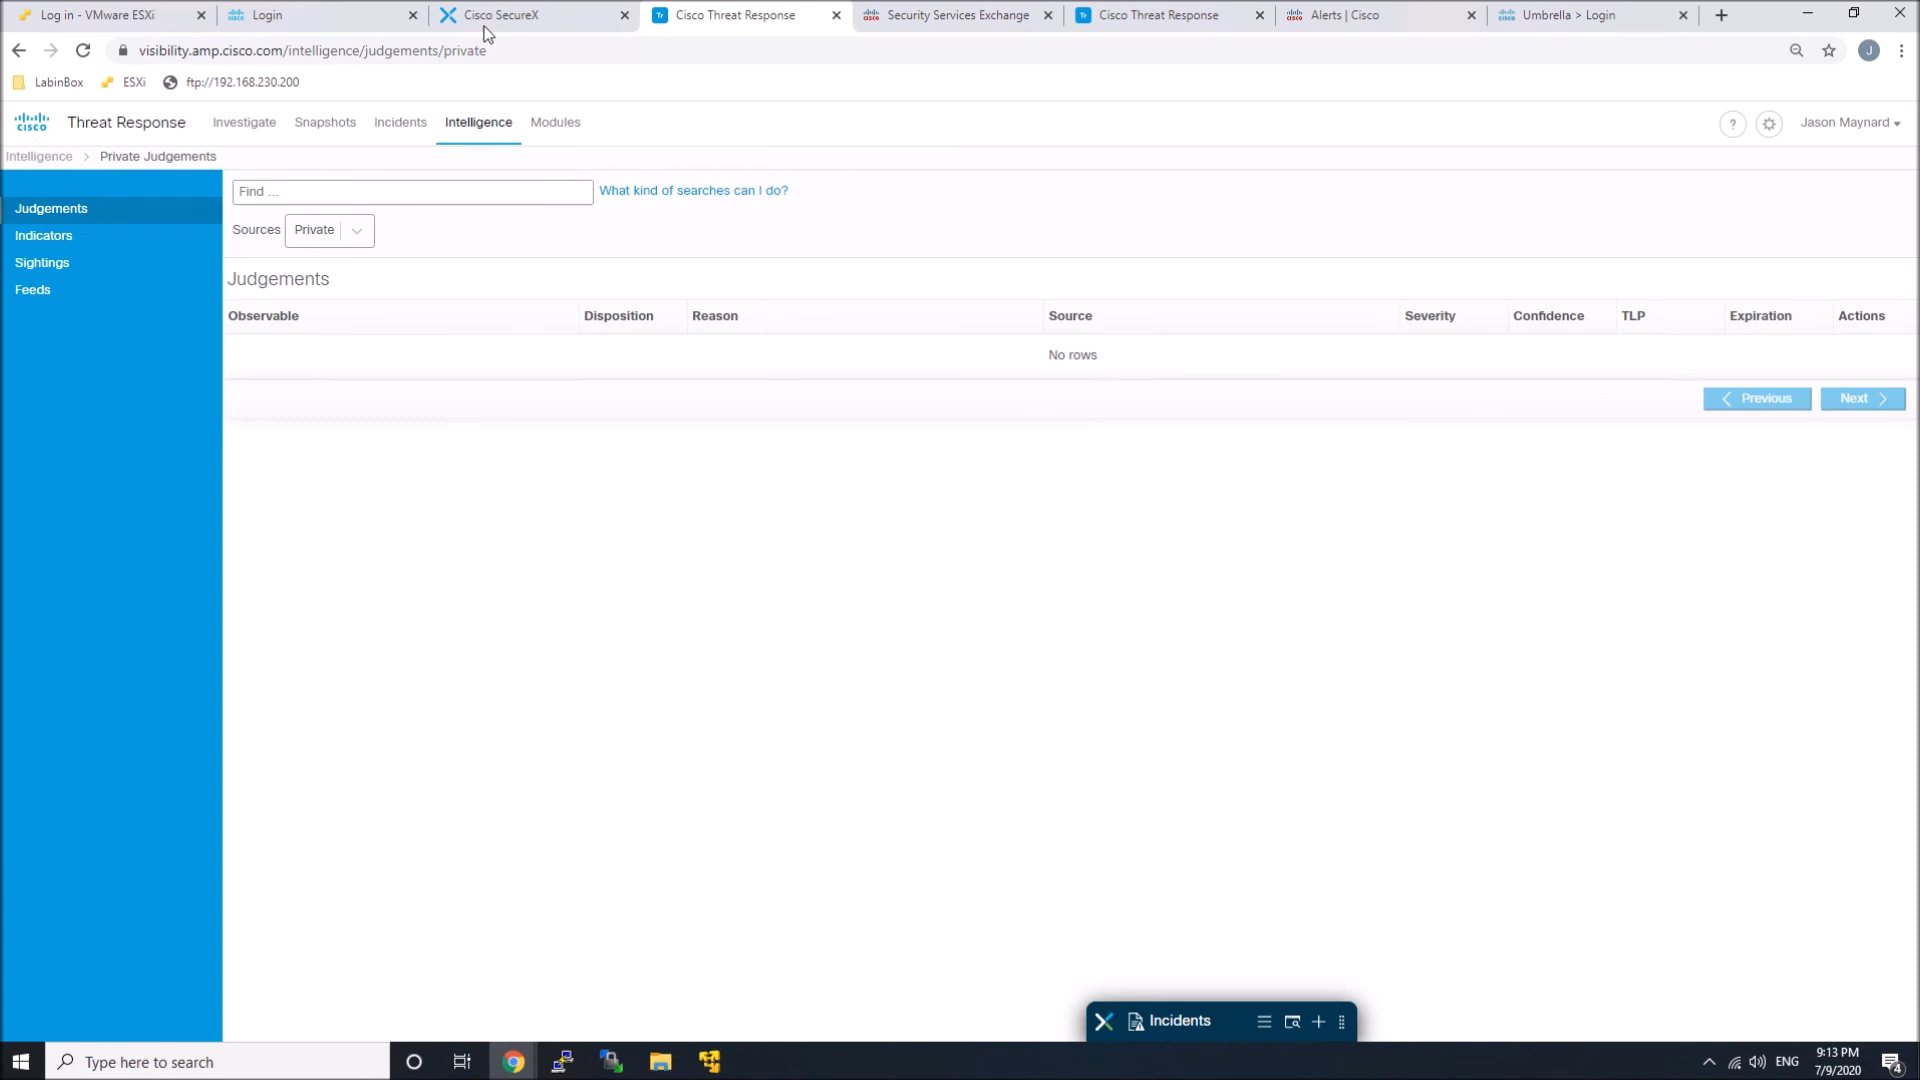 Log in - VMware ESXi
Login
Cisco SecureX
Tr Cisco Threat Response
Security Services Exchange
Tr Cisco Threat Response
Alerts | Cisco
Umbrella > Login
visibility.amp.cisco.com/intelligence/judgements/private
J
LabinBox
ESXi
ftp://192.168.230.200
cisco
Threat Response
Investigate
Snapshots
Incidents
Intelligence
Modules
?
Jason Maynard
Intelligence > Private Judgements
Judgements
Indicators
Sightings
Feeds
Find ...
What kind of searches can I do?
Sources Private
Judgements
Observable Disposition Reason Source Severity Confidence TLP Expiration Actions
No rows
Previous
Next
Incidents
Type here to search
ENG
9:13 PM
7/9/2020
4